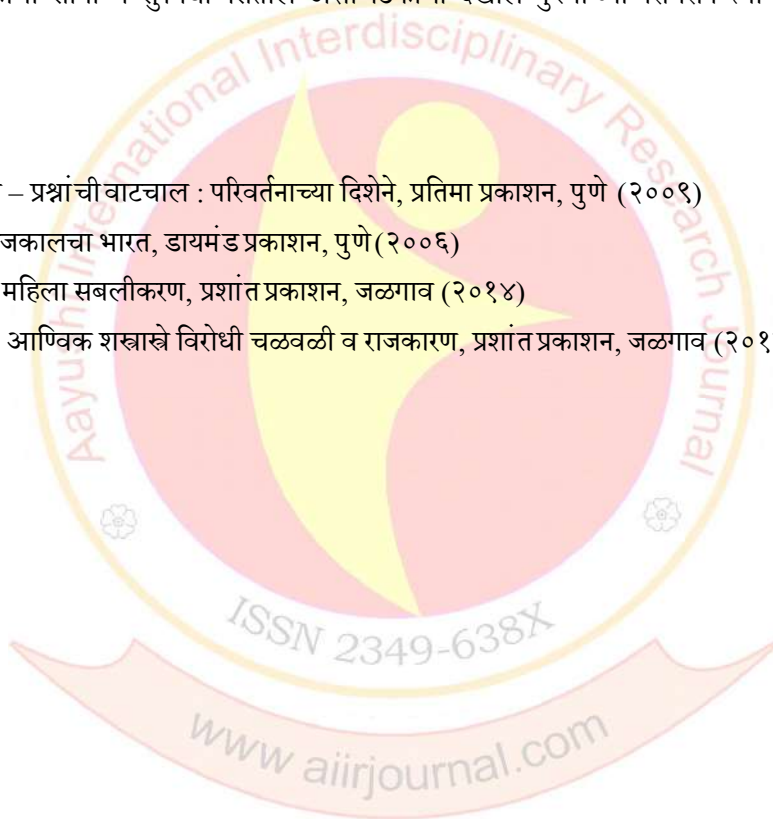 – प्रश्नांची वाटचाल : परिवर्तनाच्या दिशेने, प्रतिमा प्रकाशन, पुणे (२००९)
जकालचा भारत, डायमंड प्रकाशन, पुणे (२००६)
महिला सबलीकरण, प्रशांत प्रकाशन, जळगाव (२०१४)
आण्विक शस्त्रास्त्रे विरोधी चळवळी व राजकारण, प्रशांत प्रकाशन, जळगाव (२०१
Aayushi International Interdisciplinary Research Journal
ISSN 2349-638X
www.aiirjournal.com